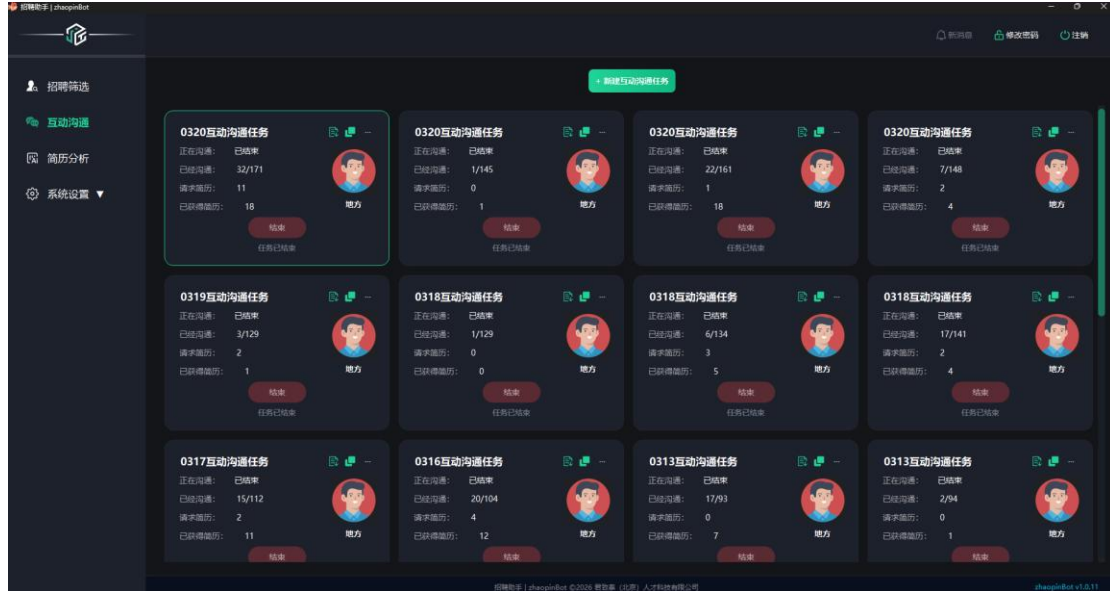 招聘助手 | zhaopinBot
新消息 修改密码 注销
招聘筛选
互动沟通
简历分析
系统设置 ▼
+ 新建互动沟通任务
0320互动沟通任务
正在沟通： 已结束
已经沟通： 32/171
请求简历： 11
已获得简历： 18
地方
结束
任务已结束
0320互动沟通任务
正在沟通： 已结束
已经沟通： 1/145
请求简历： 0
已获得简历： 1
地方
结束
任务已结束
0320互动沟通任务
正在沟通： 已结束
已经沟通： 22/161
请求简历： 1
已获得简历： 18
地方
结束
任务已结束
0320互动沟通任务
正在沟通： 已结束
已经沟通： 7/148
请求简历： 2
已获得简历： 4
地方
结束
任务已结束
0319互动沟通任务
正在沟通： 已结束
已经沟通： 3/129
请求简历： 2
已获得简历： 1
地方
结束
任务已结束
0318互动沟通任务
正在沟通： 已结束
已经沟通： 1/129
请求简历： 0
已获得简历： 0
地方
结束
任务已结束
0318互动沟通任务
正在沟通： 已结束
已经沟通： 6/134
请求简历： 3
已获得简历： 5
地方
结束
任务已结束
0318互动沟通任务
正在沟通： 已结束
已经沟通： 17/141
请求简历： 2
已获得简历： 4
地方
结束
任务已结束
0317互动沟通任务
正在沟通： 已结束
已经沟通： 15/112
请求简历： 2
已获得简历： 11
地方
结束
0316互动沟通任务
正在沟通： 已结束
已经沟通： 20/104
请求简历： 4
已获得简历： 12
地方
结束
0313互动沟通任务
正在沟通： 已结束
已经沟通： 17/93
请求简历： 0
已获得简历： 7
地方
结束
0313互动沟通任务
正在沟通： 已结束
已经沟通： 2/94
请求简历： 0
已获得简历： 1
地方
结束
招聘助手 | zhaopinBot ©2026 （北京）人才科技有限公司
zhaopinBot v1.0.11